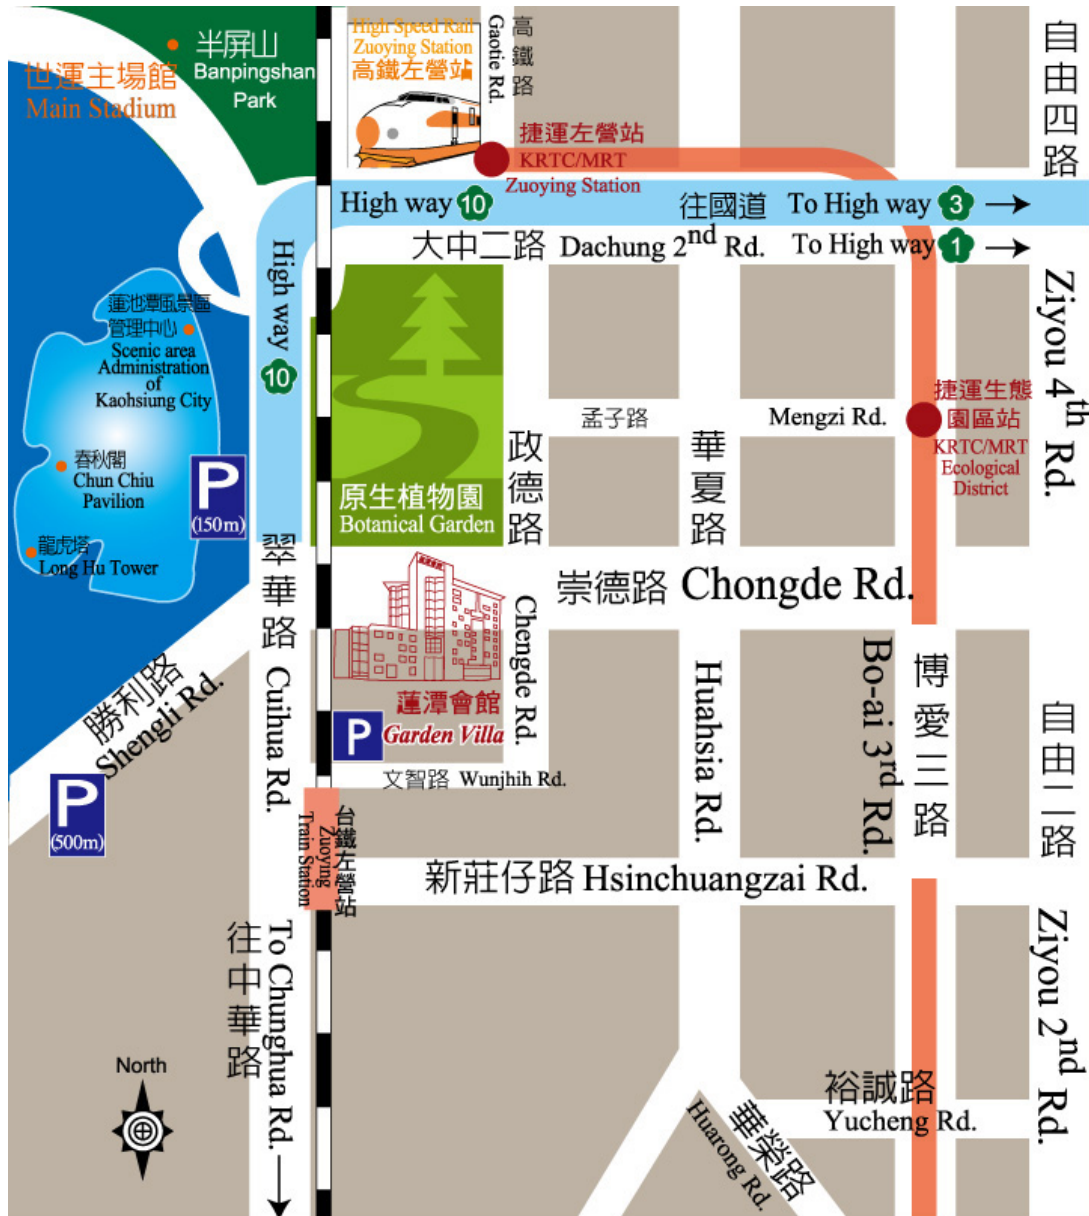 半屏山
Banpingshan
Park
世運主場館
Main Stadium
High Speed Rail
Zuoying Station
高鐵左營站
Gaotie Rd.
高鐵路
捷運左營站
KRTC/MRT
Zuoying Station
自由四路
Ziyou 4th Rd.
High way 10
往國道 To High way 3
大中二路 Dachung 2nd Rd.
To High way 1
High way 10
蓮池潭風景區
管理中心
Scenic area
Administration
of
Kaohsiung City
春秋閣
Chun Chiu
Pavilion
龍虎塔
Long Hu Tower
P
(150m)
原生植物園
Botanical Garden
政德路
孟子路
Mengzi Rd.
華夏路
捷運生態
園區站
KRTC/MRT
Ecological
District
翠華路
Cuihua Rd.
崇德路 Chongde Rd.
Chengde Rd.
蓮潭會館
Garden Villa
P
文智路 Wunjhih Rd.
Huahsia Rd.
Bo-ai 3rd Rd.
博愛三路
自由二路
Ziyou 2nd Rd.
勝利路
Shengli Rd.
P
(500m)
台鐵左營站
Zuoying
Train Station
新莊仔路 Hsinchuangzai Rd.
往中華路
To Chunghua Rd.
North
裕誠路
Yucheng Rd.
華榮路
Huarong Rd.